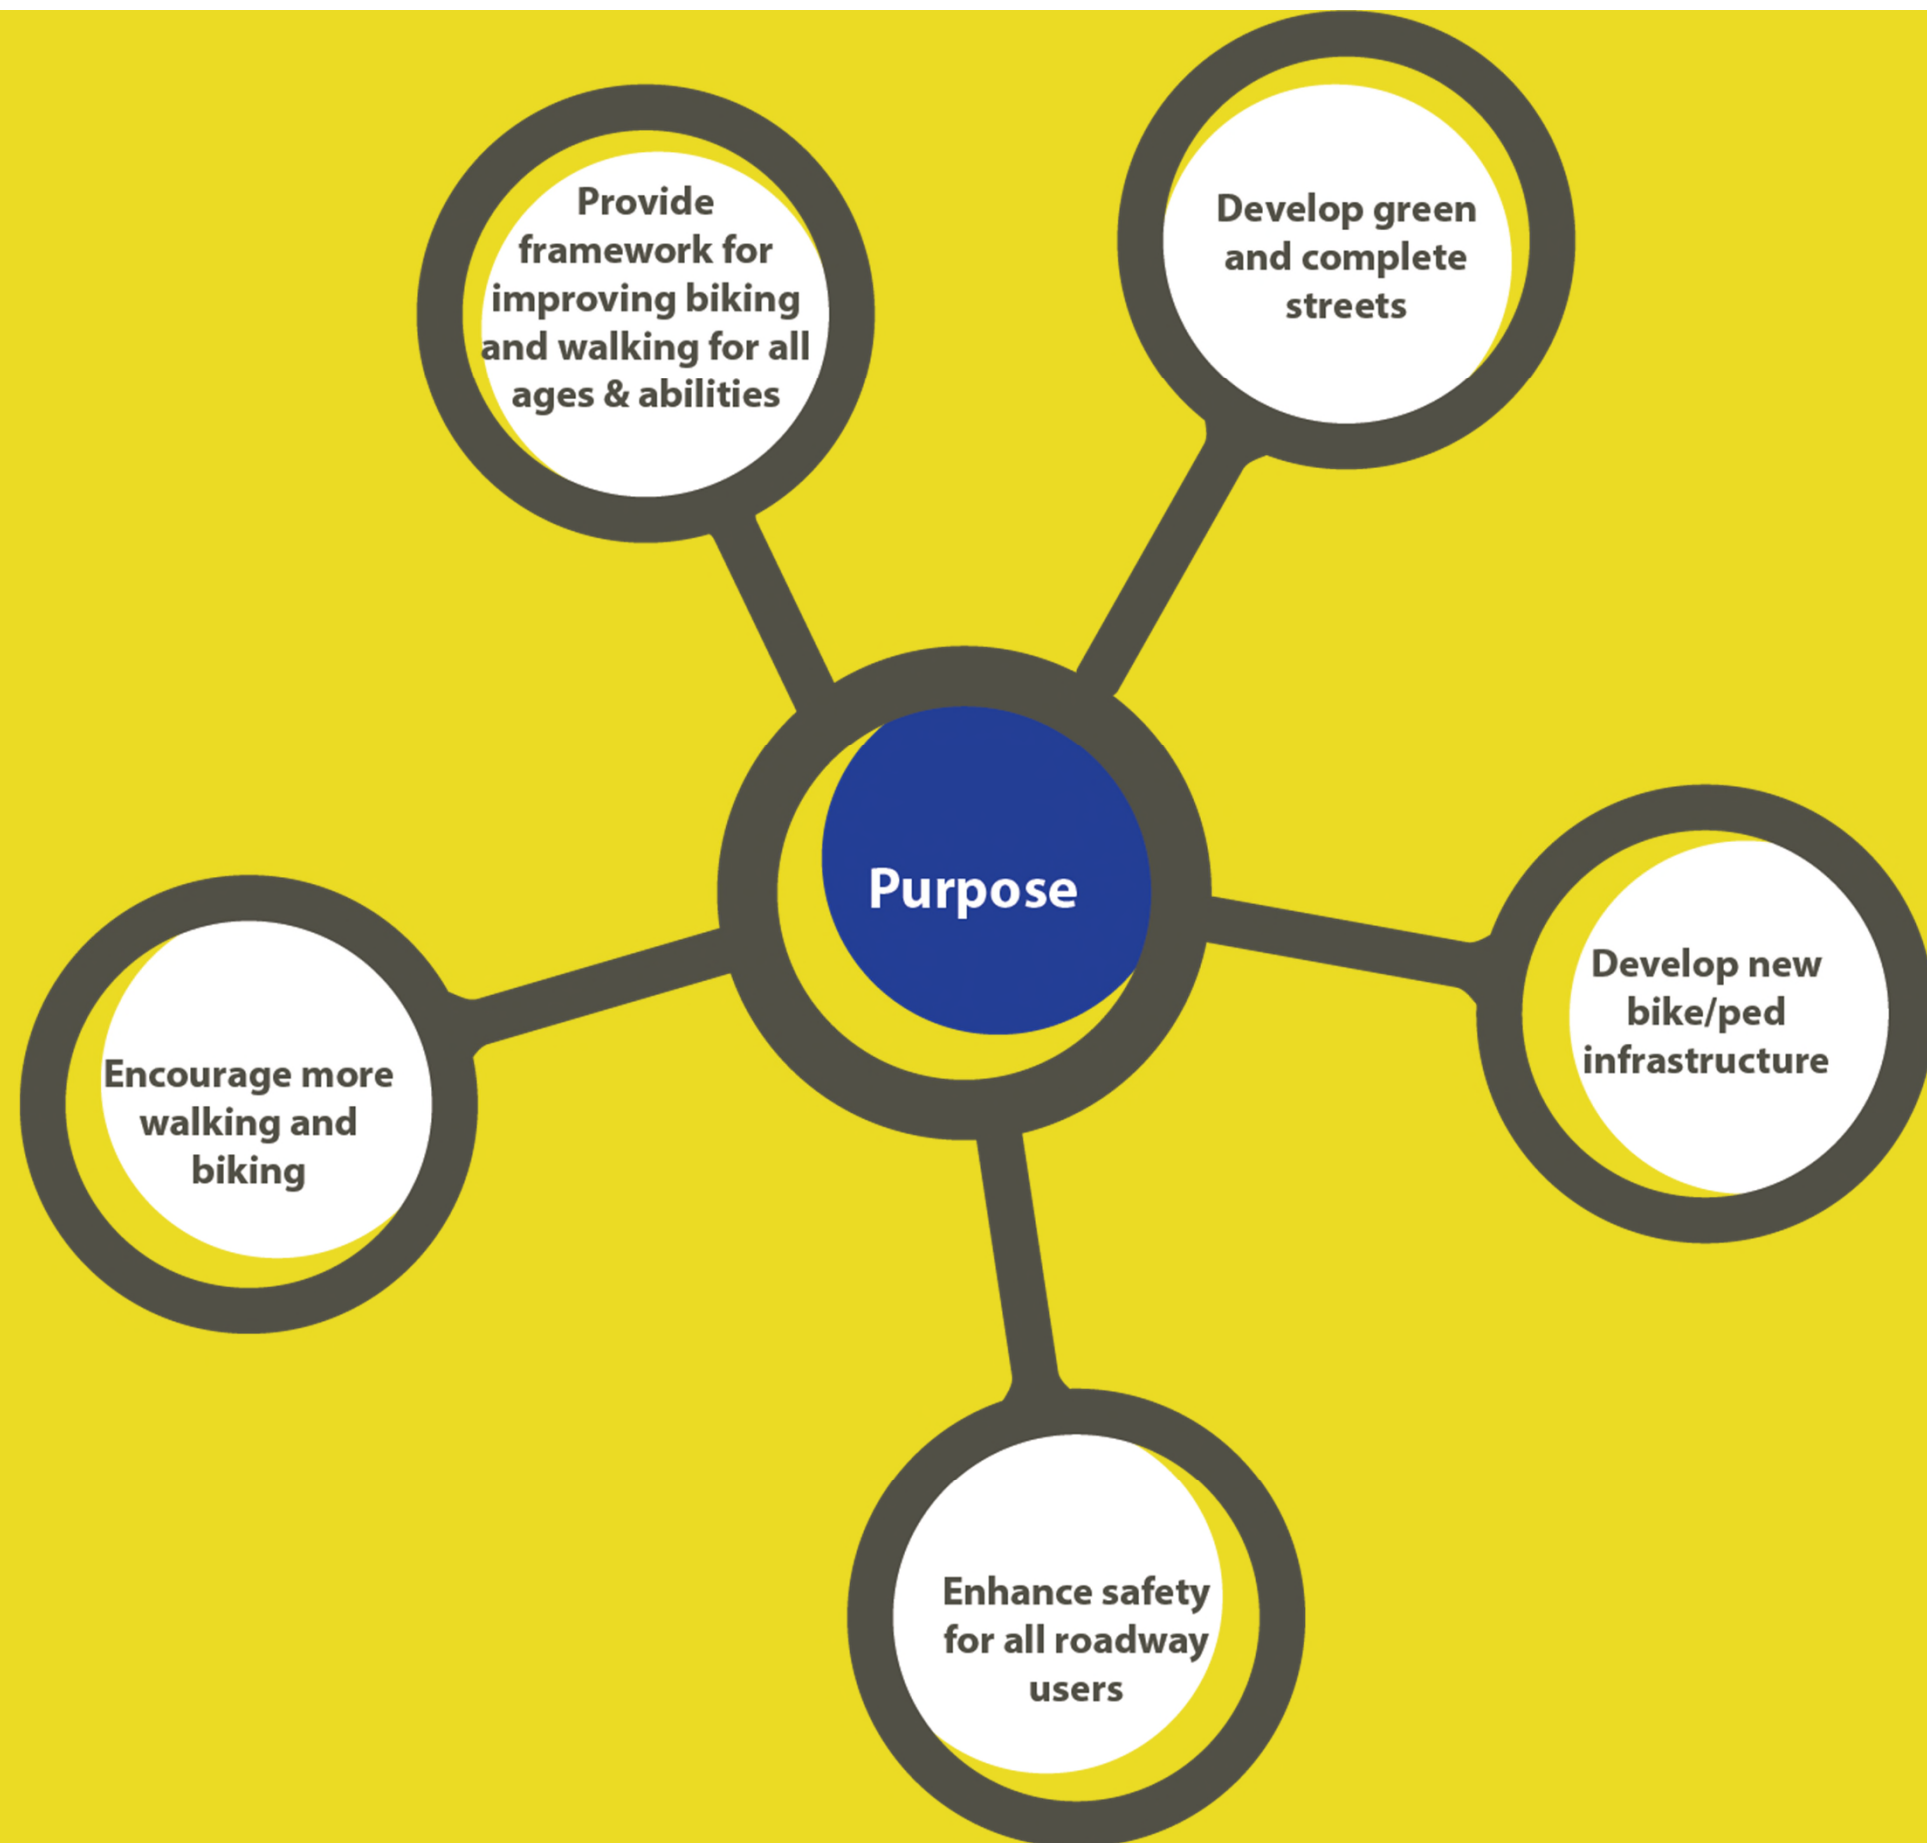 Provide
framework for
improving biking
and walking for all
ages & abilities
Develop green
and complete
streets
Purpose
Develop new
bike/ped
infrastructure
Encourage more
walking and
biking
Enhance safety
for all roadway
users